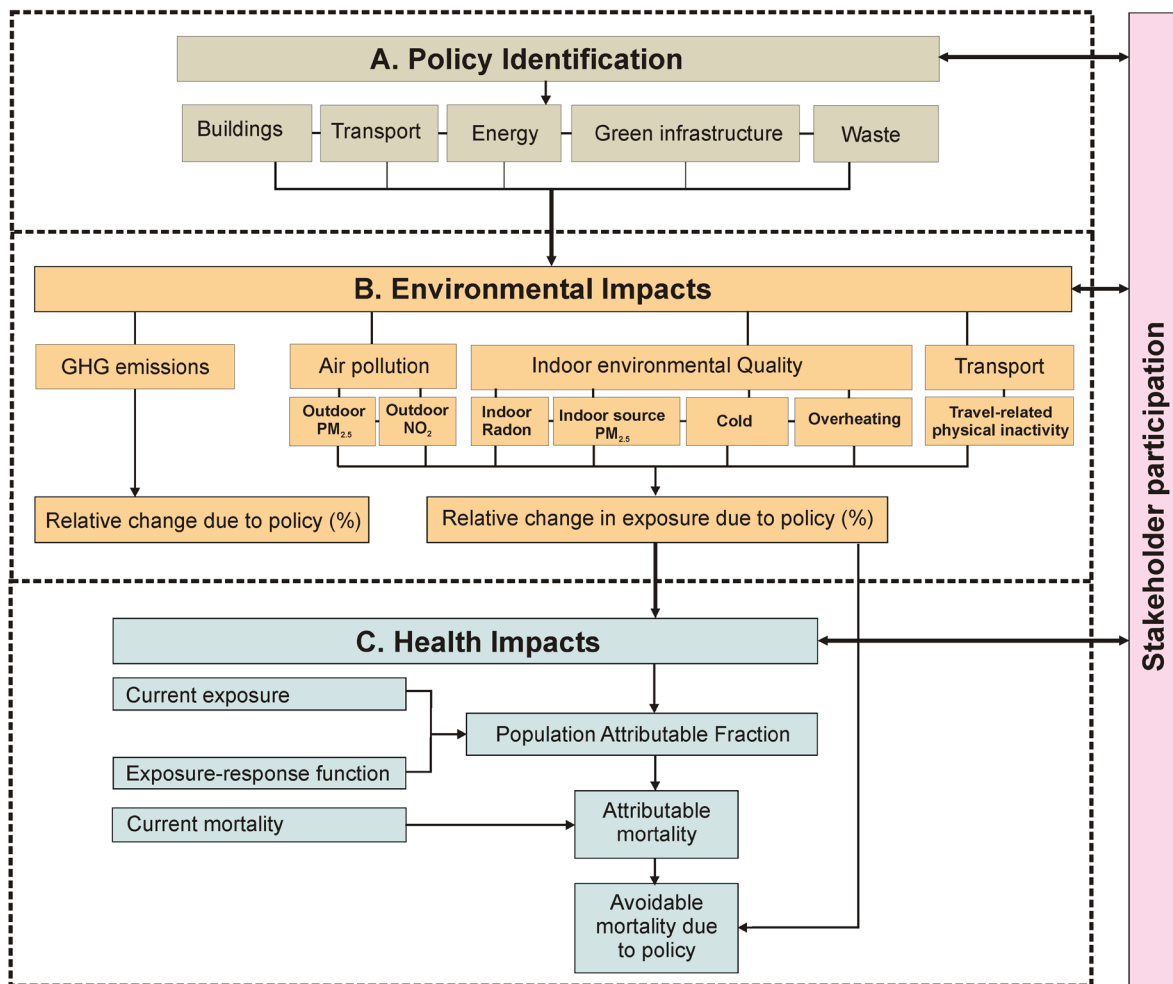 A. Policy Identification
Buildings
Transport
Energy
Green infrastructure
Waste
B. Environmental Impacts
GHG emissions
Air pollution
Indoor environmental Quality
Transport
Outdoor
PM2.5
Outdoor
NO2
Indoor
Radon
Indoor source
PM2.5
Cold
Overheating
Travel-related
physical inactivity
Relative change due to policy (%)
Relative change in exposure due to policy (%)
C. Health Impacts
Current exposure
Population Attributable Fraction
Exposure-response function
Current mortality
Attributable
mortality
Avoidable
mortality due
to policy
Stakeholder participation